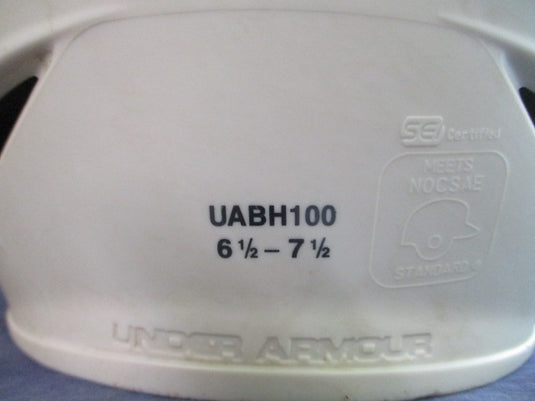 SEI Certified
MEETS
NOCSAE
STANDARD
UABH100
6 ½ – 7 ½
UNDER ARMOUR